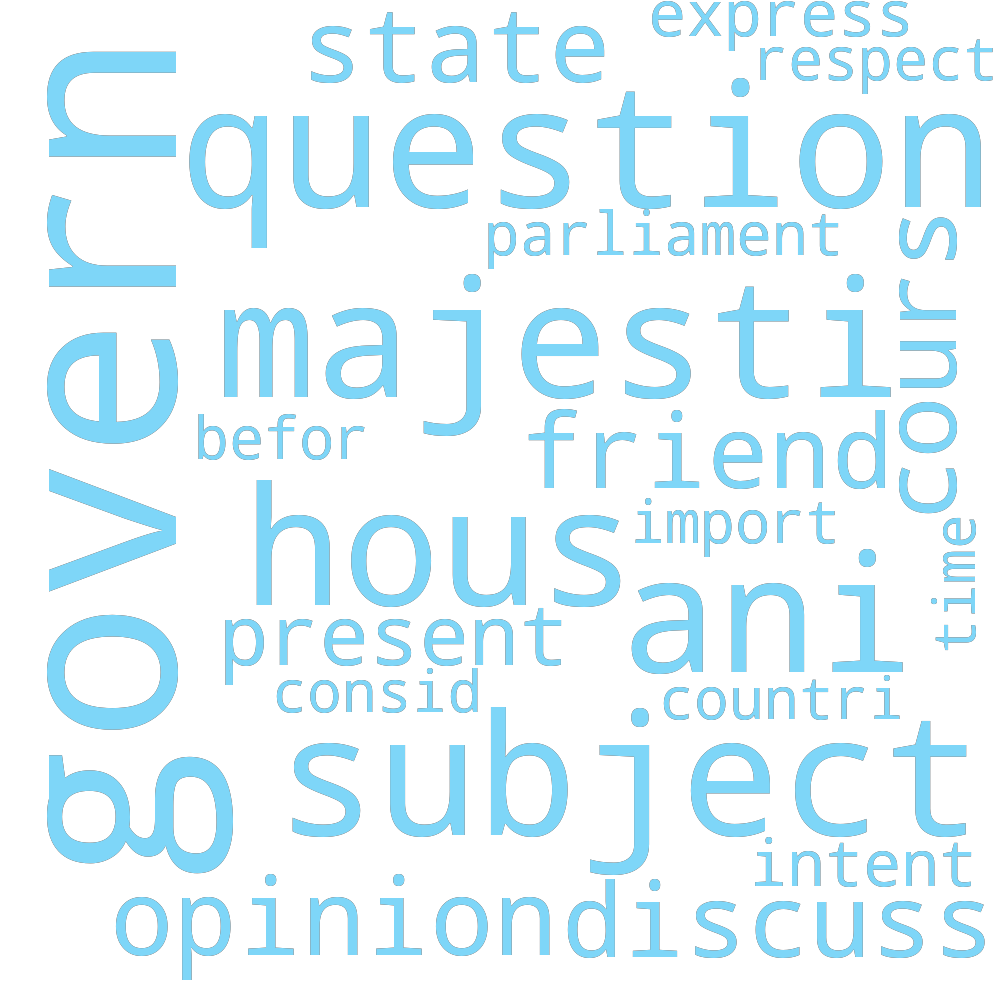 express
state
respect
govern
question
parliament
cours
majesti
befor
friend
hous
import
time
ani
present
consid
countri
subject
intent
opinion
discuss